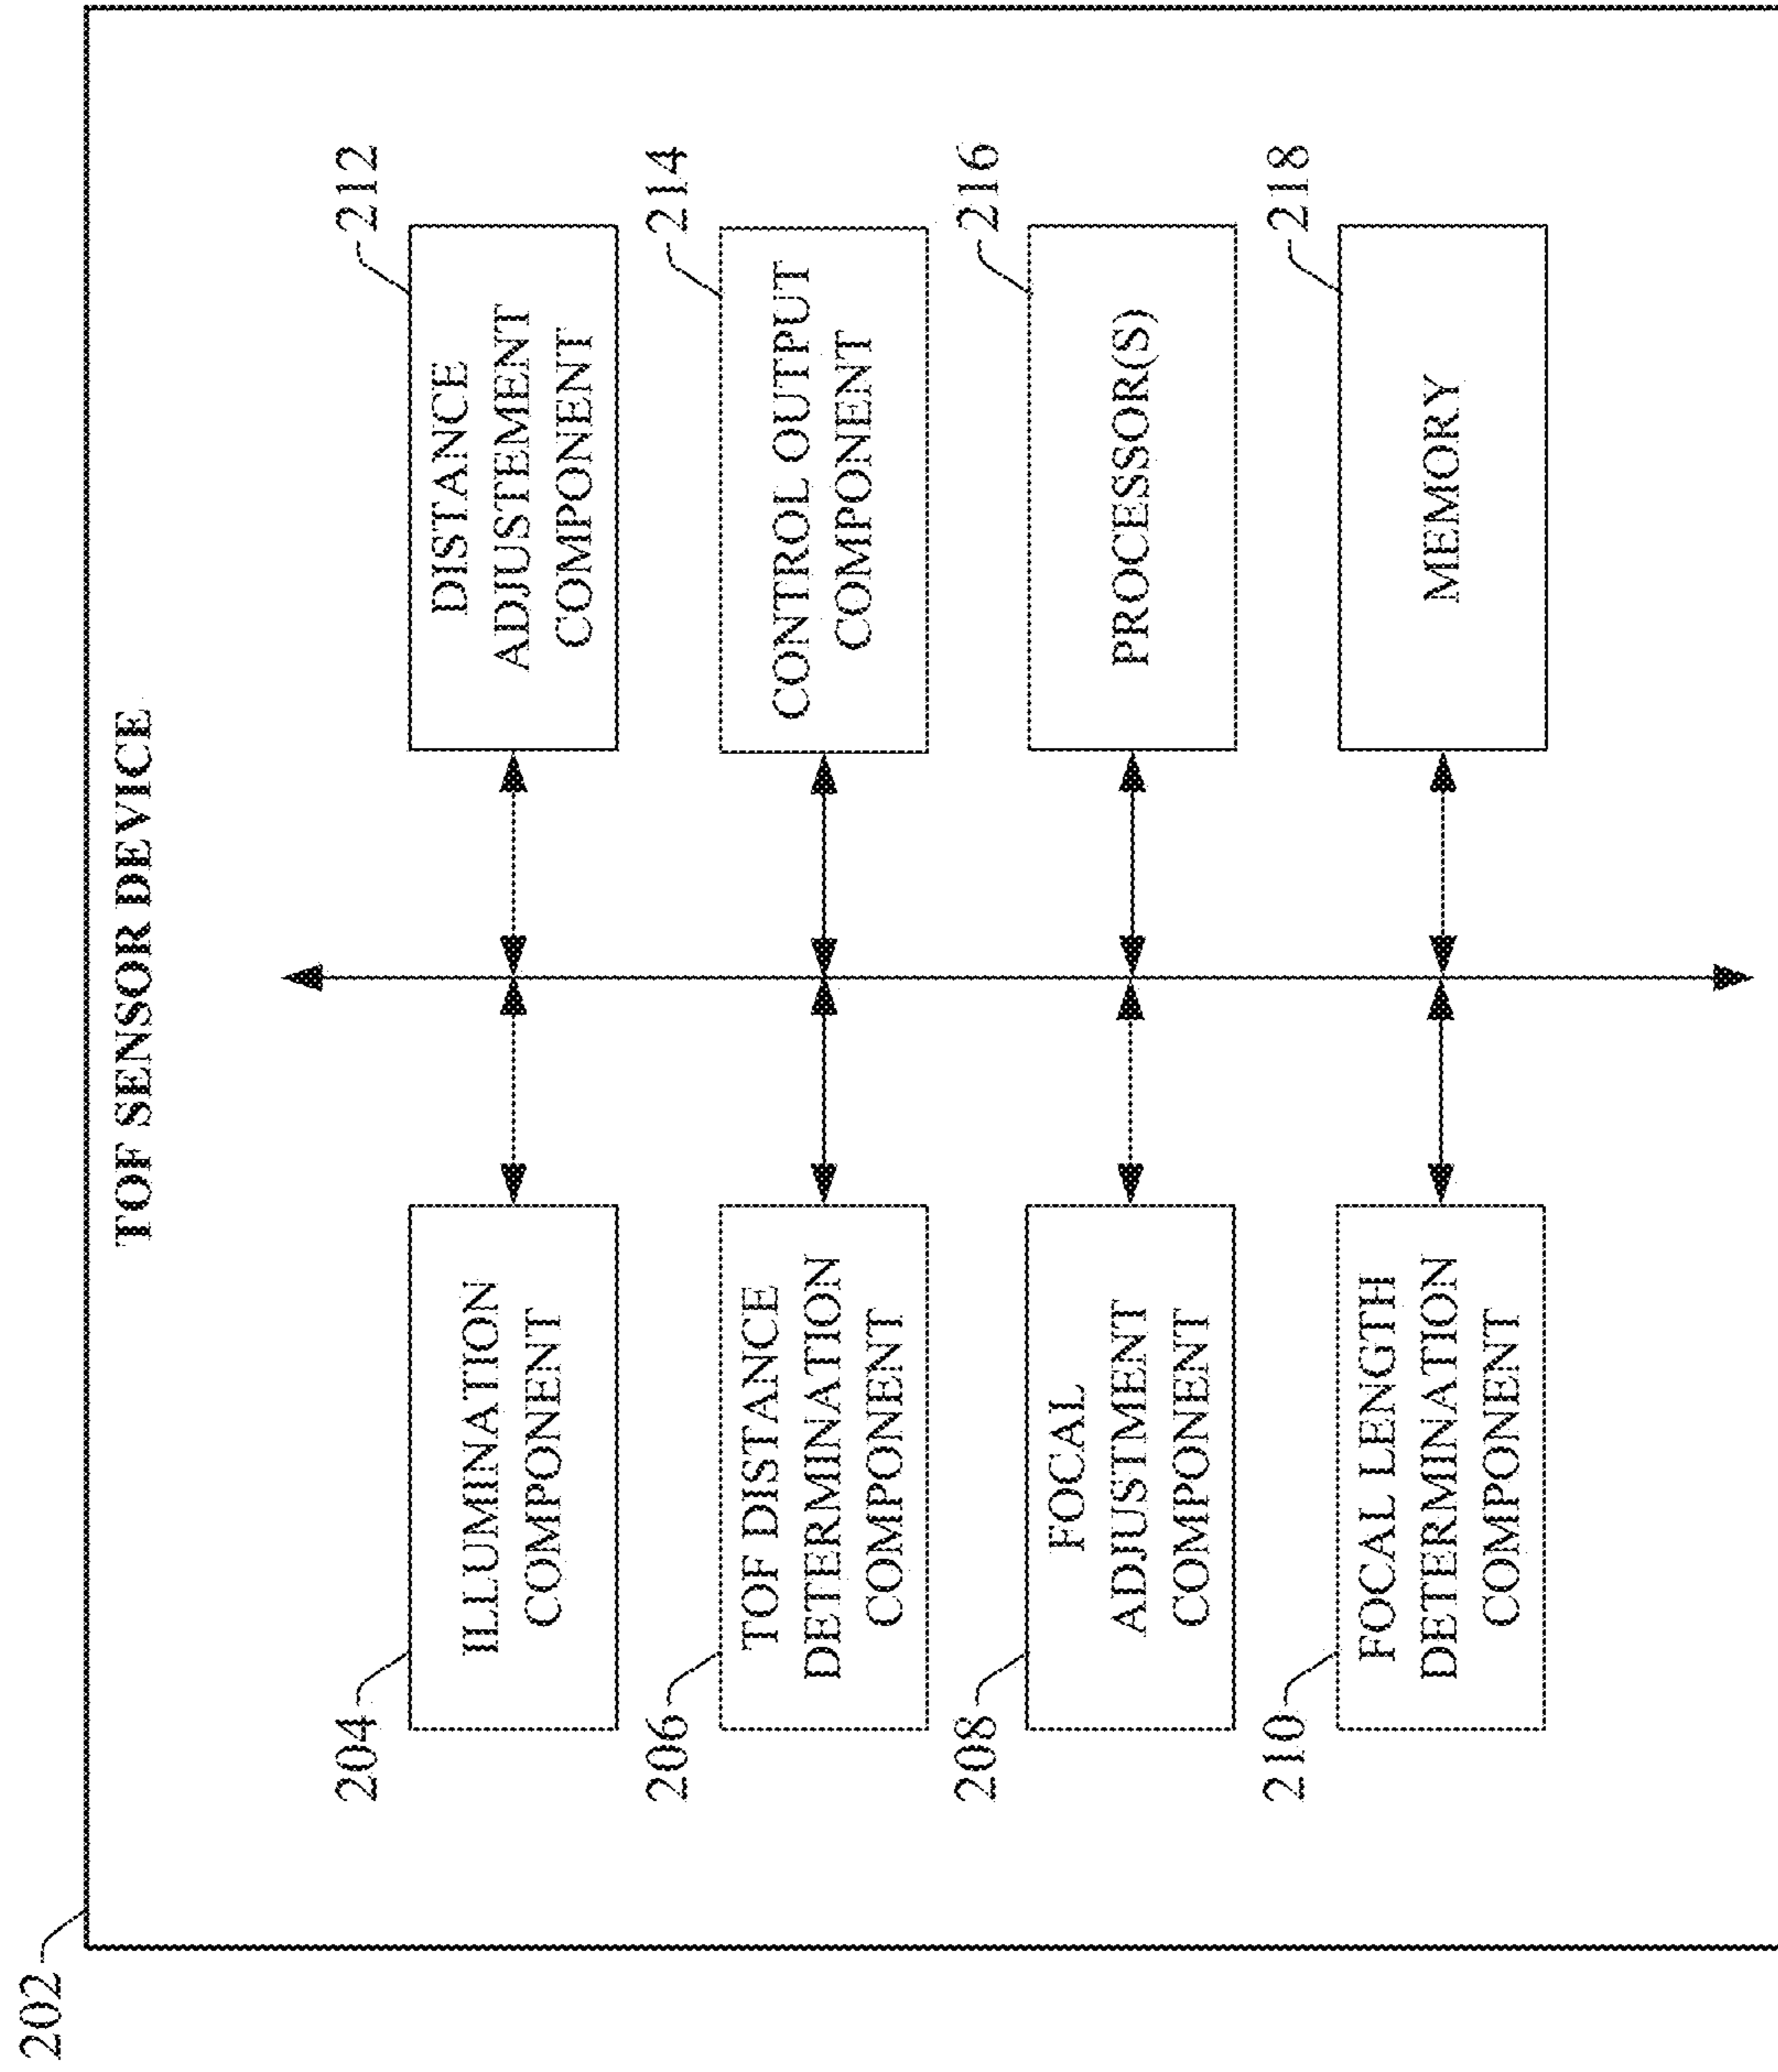 202
TOF SENSOR DEVICE
204
ILLUMINATION
COMPONENT
206
TOF DISTANCE
DETERMINATION
COMPONENT
208
FOCAL
ADJUSTMENT
COMPONENT
210
FOCAL LENGTH
DETERMINATION
COMPONENT
212
DISTANCE
ADJUSTEMENT
COMPONENT
214
CONTROL OUTPUT
COMPONENT
216
PROCESSOR(S)
218
MEMORY